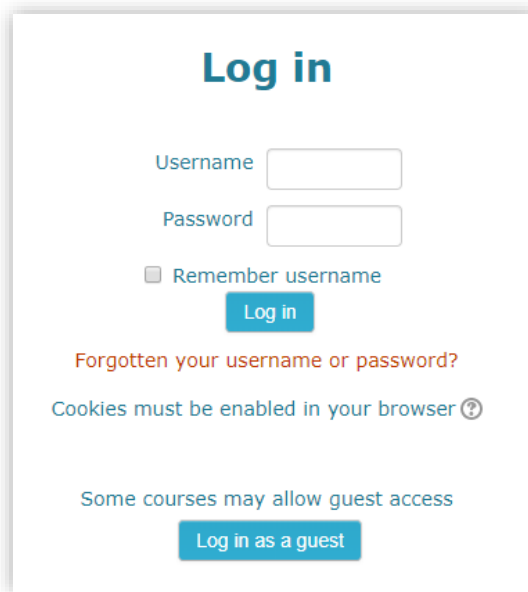 Log in
Username
Password
Remember username
Log in
Forgotten your username or password?
Cookies must be enabled in your browser ?
Some courses may allow guest access
Log in as a guest